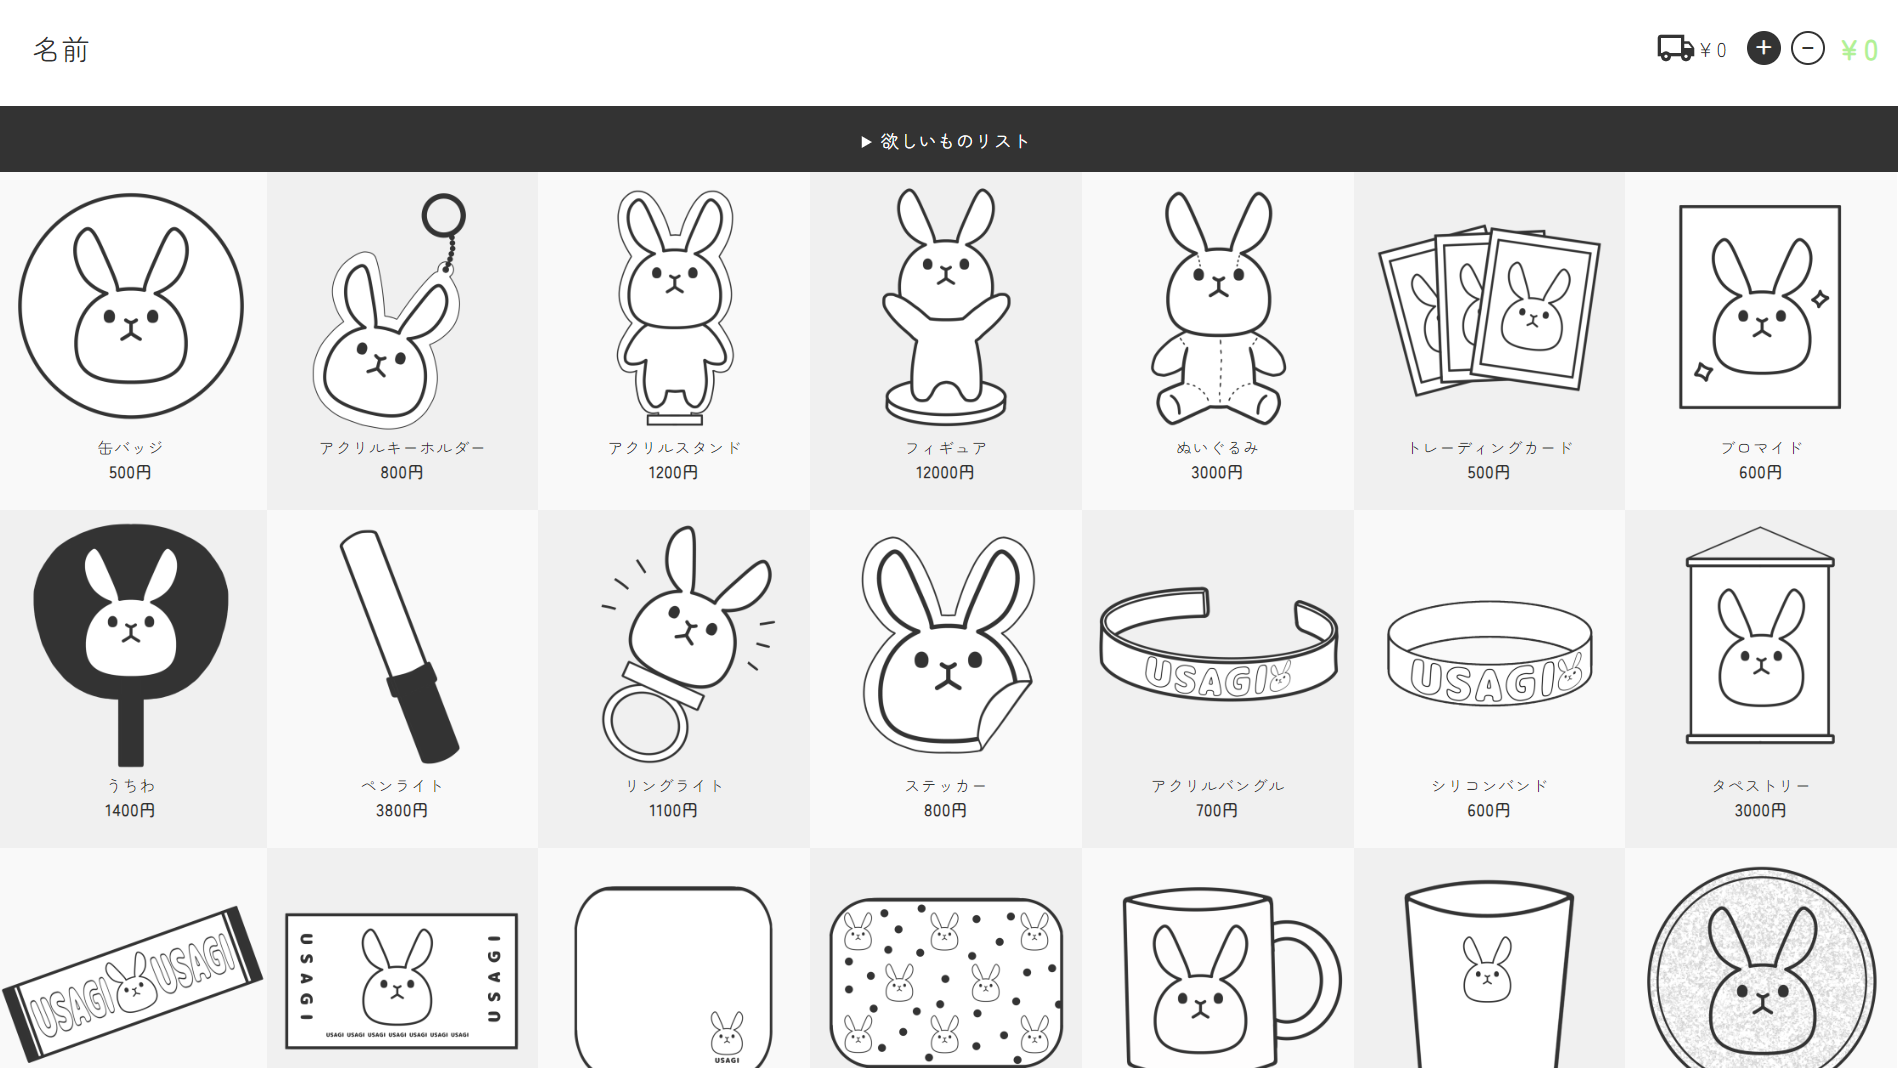 名前
¥ 0
+
−
¥ 0
▶ 欲しいものリスト
缶バッジ
500円
アクリルキーホルダー
800円
アクリルスタンド
1200円
フィギュア
12000円
ぬいぐるみ
3000円
トレーディングカード
500円
ブロマイド
600円
うちわ
1400円
ペンライト
3800円
リングライト
1100円
ステッカー
800円
USAGI
アクリルバングル
700円
USAGI
シリコンバンド
600円
タペストリー
3000円
USAGI USAGI
USAGI
USAGI
USAGI USAGI USAGI USAGI USAGI USAGI USAGI
USAGI